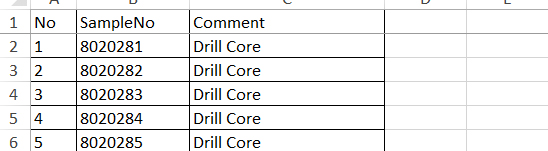 1 No SampleNo Comment
2 1 8020281 Drill Core
3 2 8020282 Drill Core
4 3 8020283 Drill Core
5 4 8020284 Drill Core
6 5 8020285 Drill Core